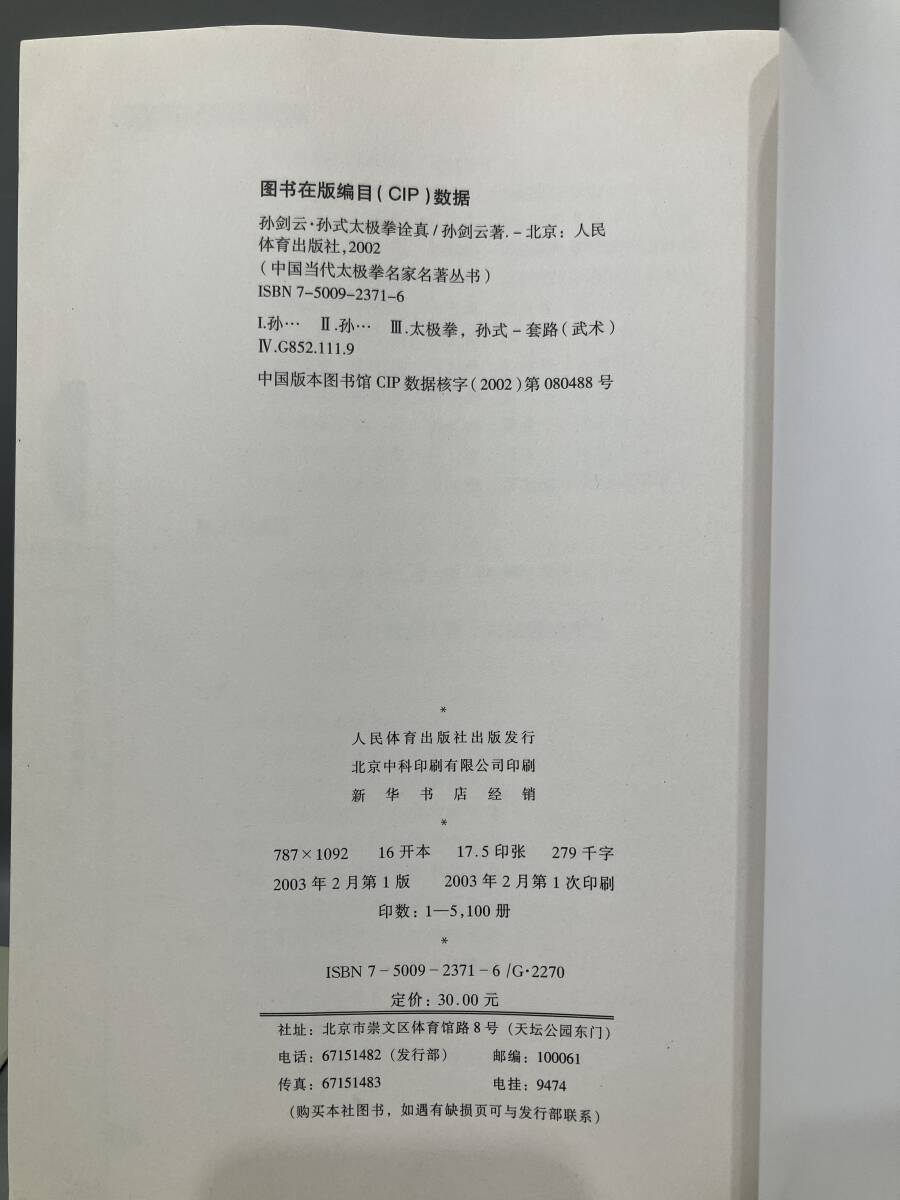 图书在版编目(CIP)数据
孙剑云·孙式太极拳诠真/孙剑云著.－北京：人民
体育出版社,2002
(中国当代太极拳名家名著丛书)
ISBN 7-5009-2371-6
Ⅰ.孙… Ⅱ.孙… Ⅲ.太极拳，孙式－套路(武术)
Ⅳ.G852.111.9
中国版本图书馆CIP数据核字(2002)第080488号
*
人民体育出版社出版发行
北京中科印刷有限公司印刷
新华书店经销
*
787×1092 16开本 17.5印张 279千字
2003年2月第1版 2003年2月第1次印刷
印数：1—5,100册
*
ISBN 7－5009－2371－6/G·2270
定价：30.00元
社址：北京市崇文区体育馆路8号(天坛公园东门)
电话：67151482(发行部) 邮编：100061
传真：67151483 电挂：9474
(购买本社图书，如遇有缺损页可与发行部联系)